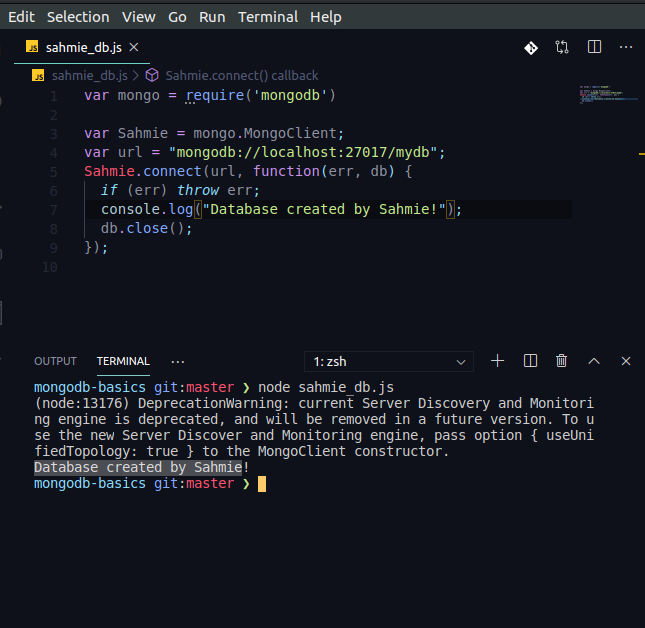 Edit Selection View Go Run Terminal Help
JS sahmie_db.js ×
JS sahmie_db.js > Sahmie.connect() callback
1 var mongo = require('mongodb')
2
3 var Sahmie = mongo.MongoClient;
4 var url = "mongodb://localhost:27017/mydb";
5 Sahmie.connect(url, function(err, db) {
6 if (err) throw err;
7 console.log("Database created by Sahmie!");
8 db.close();
9 });
10
OUTPUT TERMINAL ··· 1: zsh
mongodb-basics git:master ❯ node sahmie_db.js
(node:13176) DeprecationWarning: current Server Discovery and Monitori
ng engine is deprecated, and will be removed in a future version. To u
se the new Server Discover and Monitoring engine, pass option { useUni
fiedTopology: true } to the MongoClient constructor.
Database created by Sahmie!
mongodb-basics git:master ❯